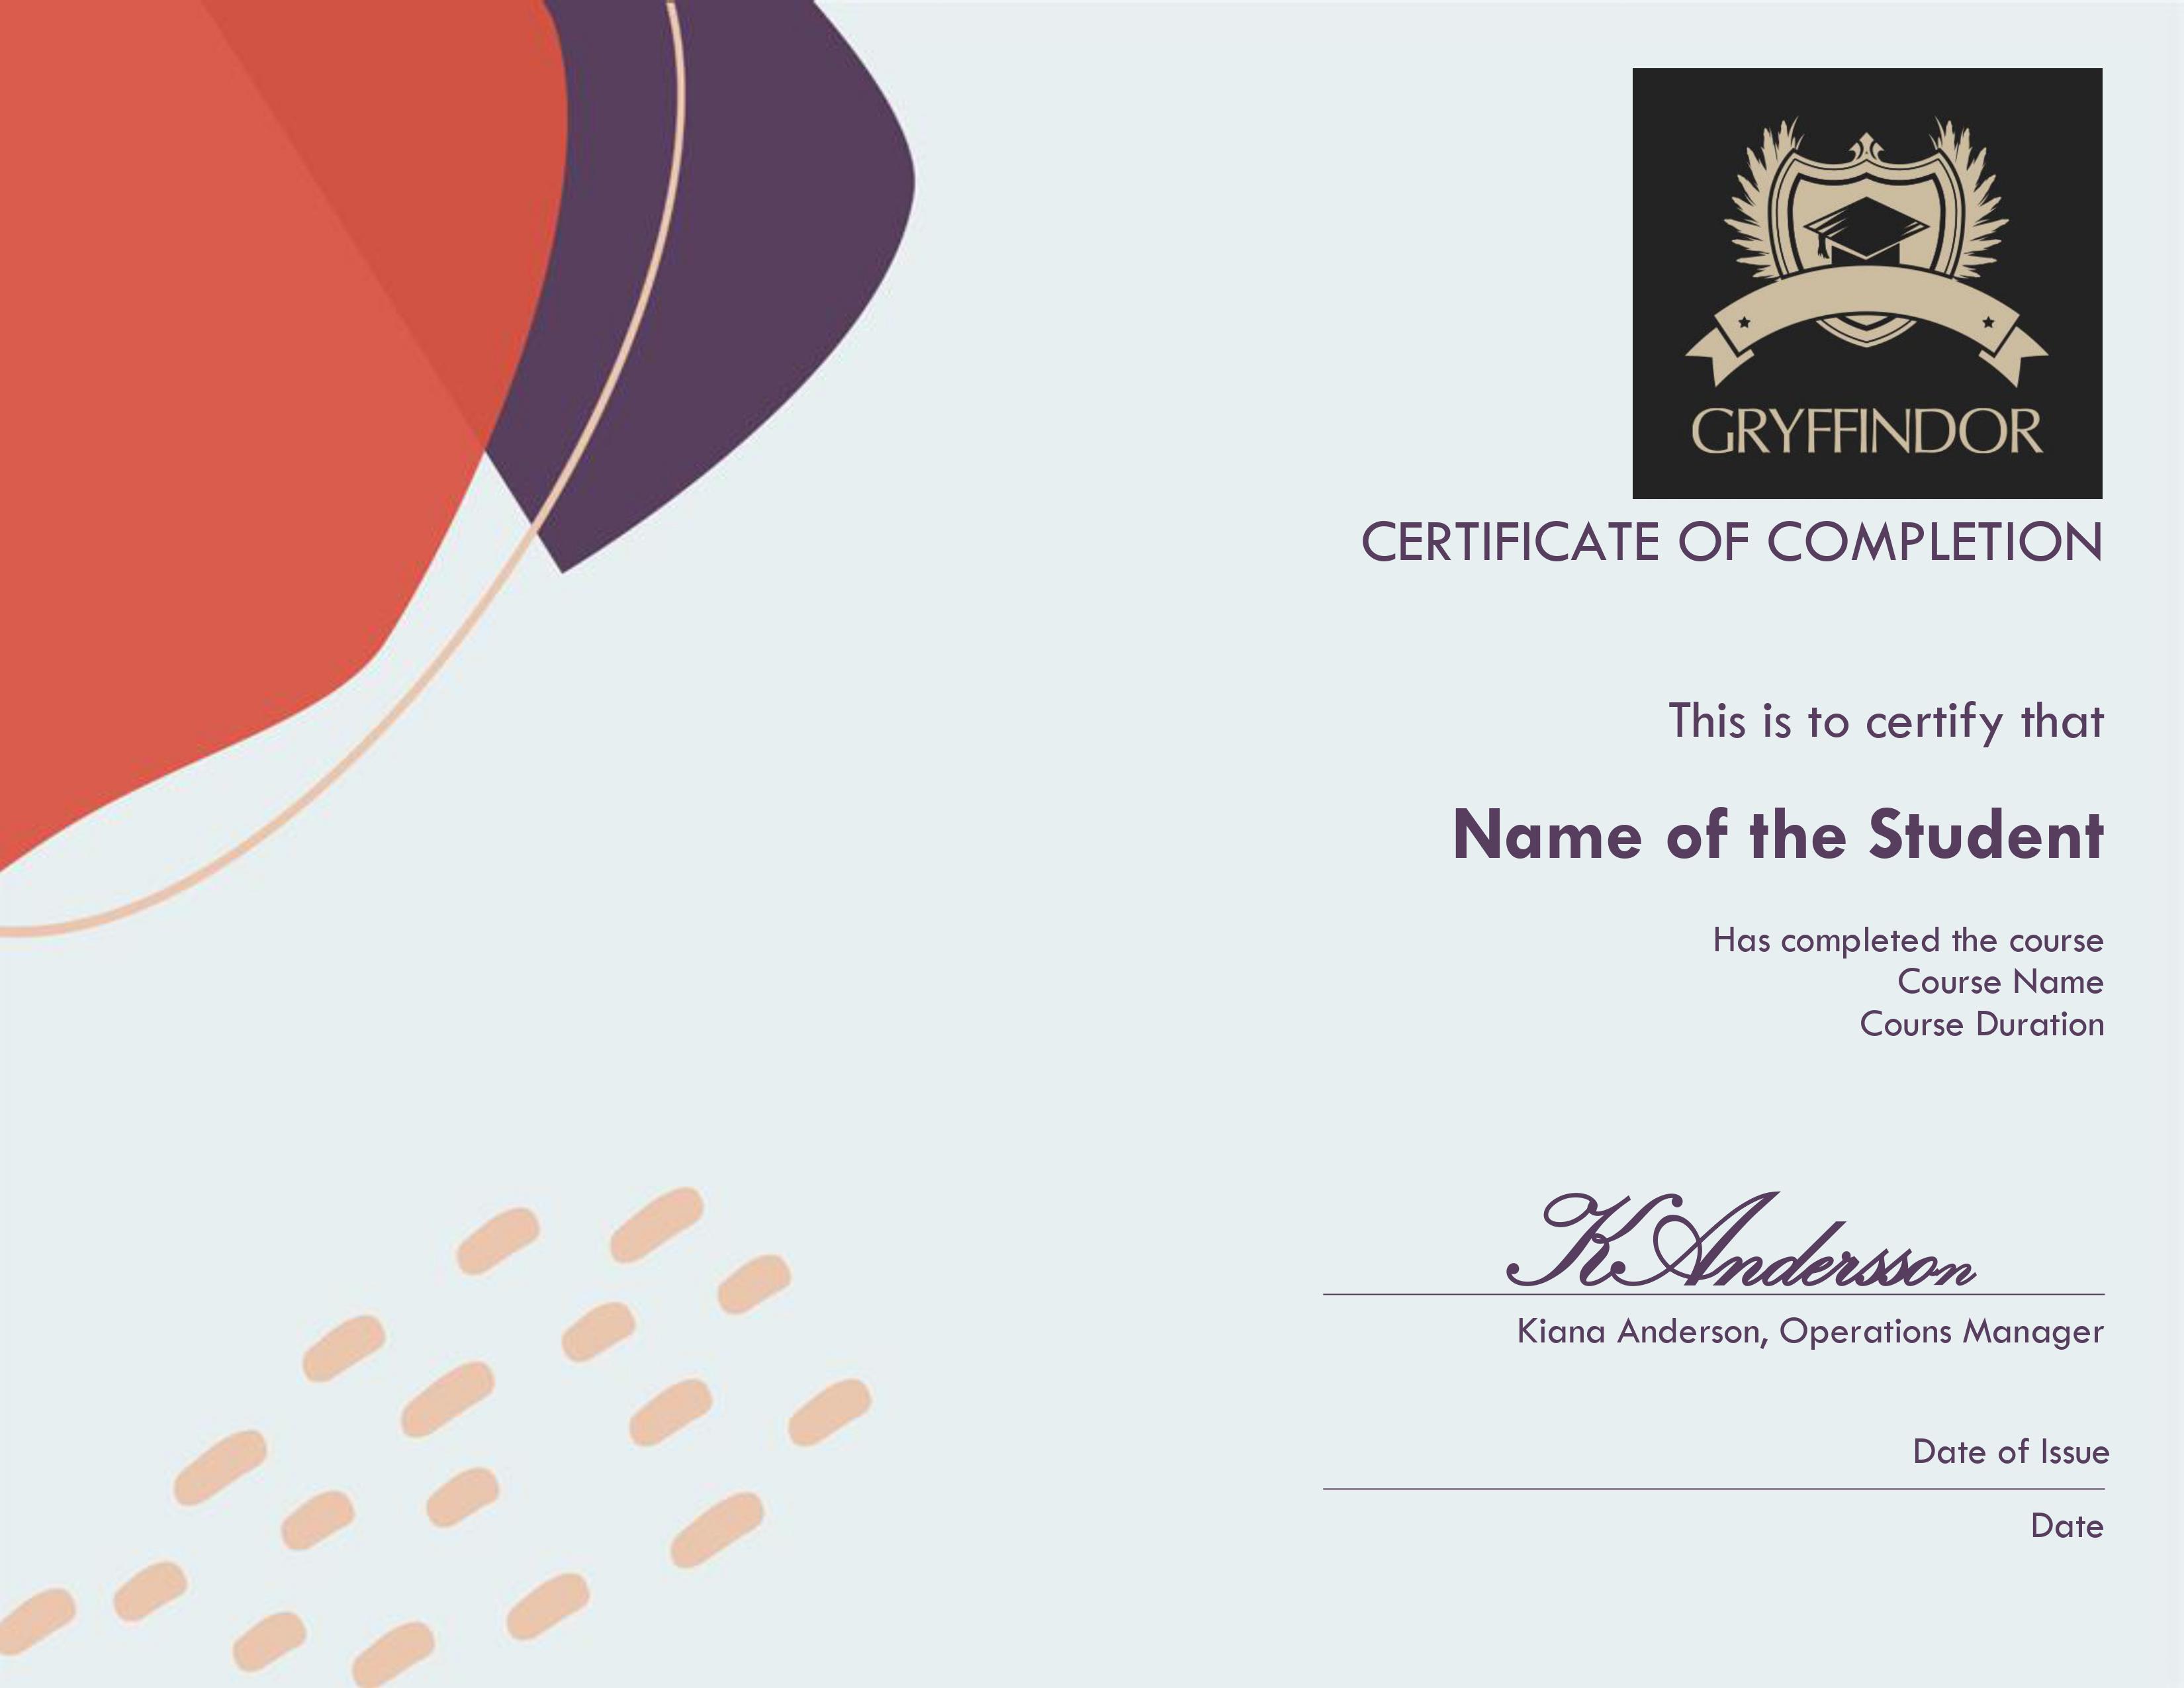 GRYFFINDOR
CERTIFICATE OF COMPLETION
This is to certify that
Name of the Student
Has completed the course
Course Name
Course Duration
KAndersson
Kiana Anderson, Operations Manager
Date of Issue
Date